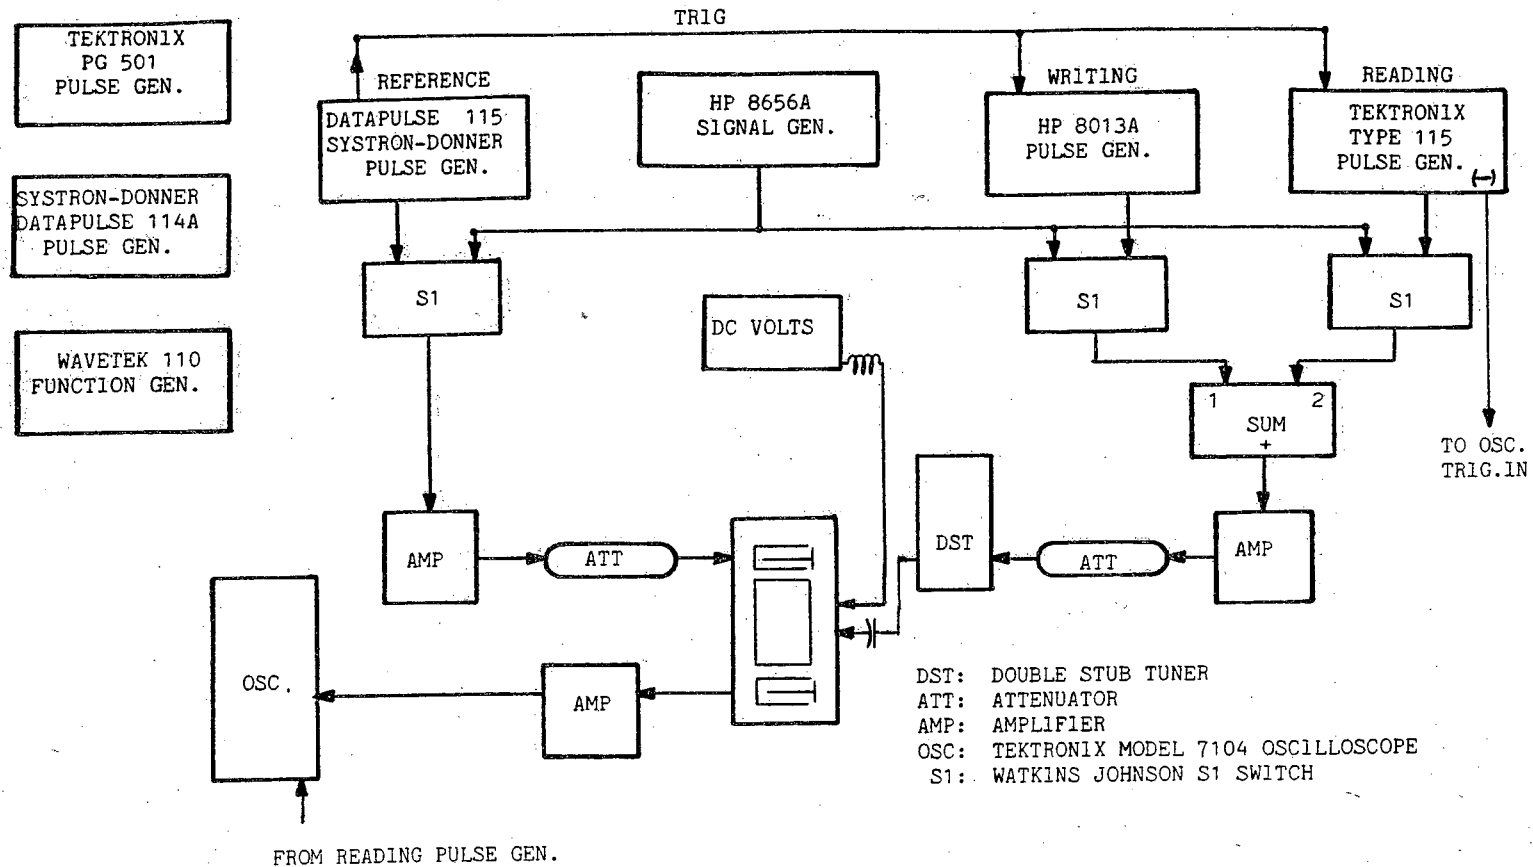 TRIG
TEKTRONIX
PG 501
PULSE GEN.
REFERENCE
DATAPULSE 115
SYSTRON-DONNER
PULSE GEN.
HP 8656A
SIGNAL GEN.
WRITING
HP 8013A
PULSE GEN.
READING
TEKTRONIX
TYPE 115
PULSE GEN.
(-)
SYSTRON-DONNER
DATAPULSE 114A
PULSE GEN.
S1
S1
S1
DC VOLTS
WAVETEK 110
FUNCTION GEN.
1 2
SUM
+
TO OSC.
TRIG.IN
AMP
ATT
DST
ATT
AMP
OSC.
AMP
DST: DOUBLE STUB TUNER
ATT: ATTENUATOR
AMP: AMPLIFIER
OSC: TEKTRONIX MODEL 7104 OSCILLOSCOPE
S1: WATKINS JOHNSON S1 SWITCH
FROM READING PULSE GEN.